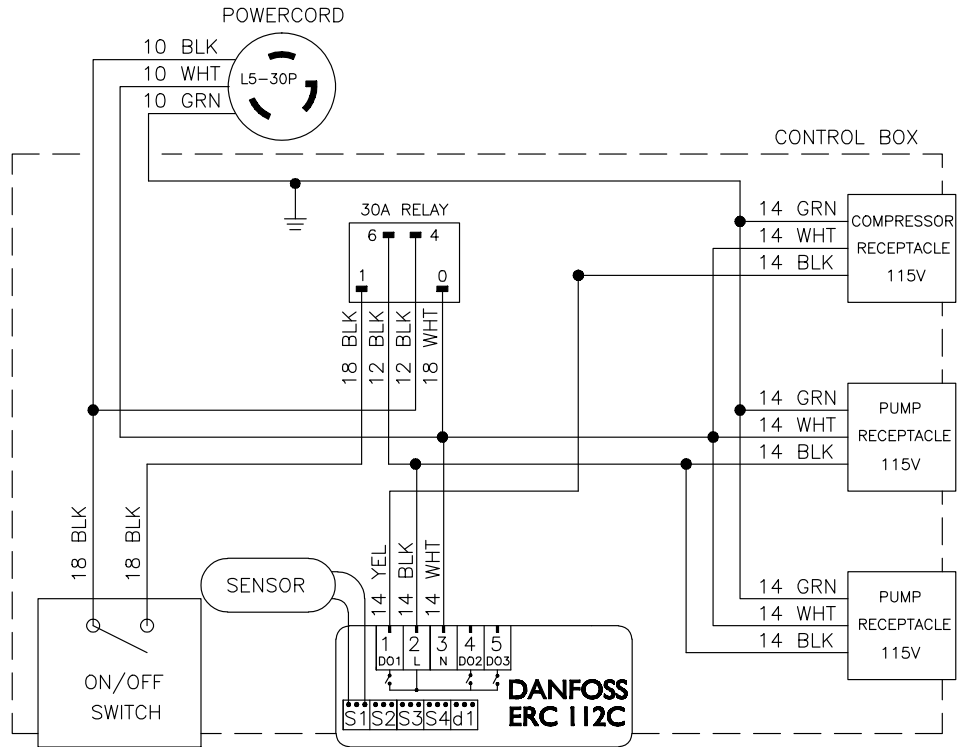 POWERCORD
10 BLK
10 WHT
10 GRN
L5-30P
CONTROL BOX
30A RELAY
6
4
1
0
18 BLK
12 BLK
12 BLK
18 WHT
14 GRN
14 WHT
14 BLK
COMPRESSOR
RECEPTACLE
115V
14 GRN
14 WHT
14 BLK
PUMP
RECEPTACLE
115V
18 BLK
18 BLK
14 YEL
14 BLK
14 WHT
SENSOR
14 GRN
14 WHT
14 BLK
PUMP
RECEPTACLE
115V
ON/OFF
SWITCH
1 2 3 4 5
DO1 L N DO2 DO3
S1 S2 S3 S4 d1
DANFOSS
ERC 112C